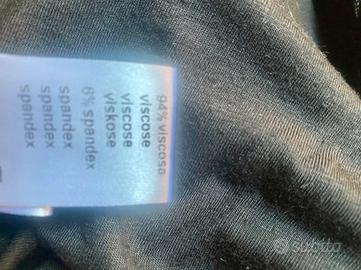 94% viscosa
viscose
viscose
viskose
6% spandex
spandex
spandex
spandex
subito